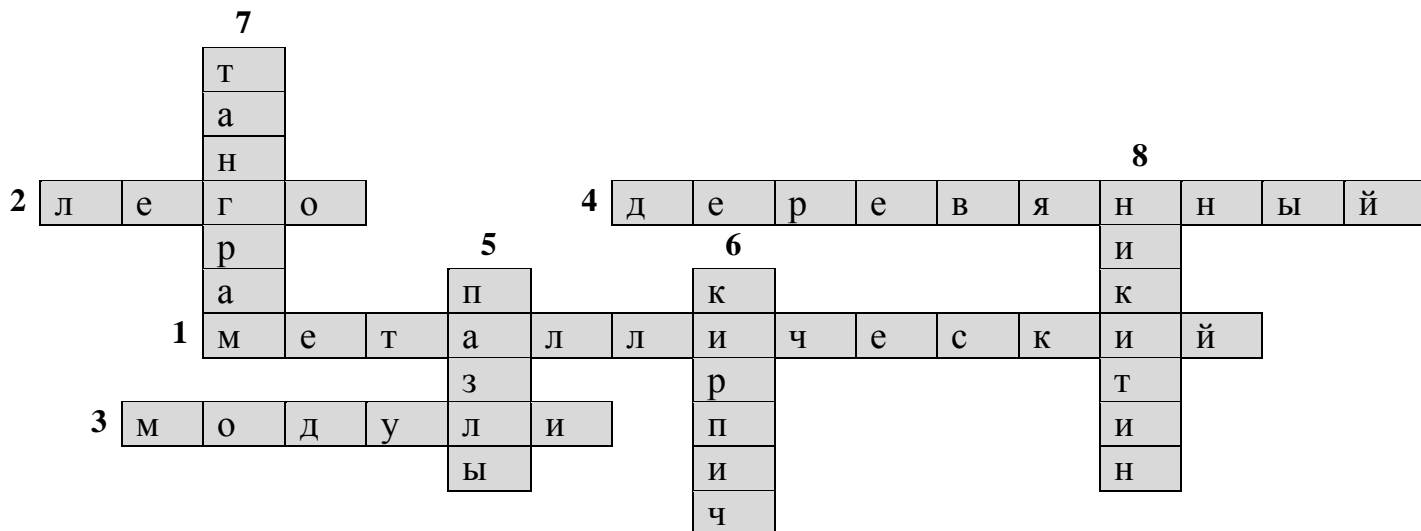 7
т
а
н
8
2 л е г о 4 д е р е в я н н ы й
р 5 6 и
а п к к
1 м е т а л л и ч е с к и й
з р т
3 м о д у л и п и
ы и н
ч